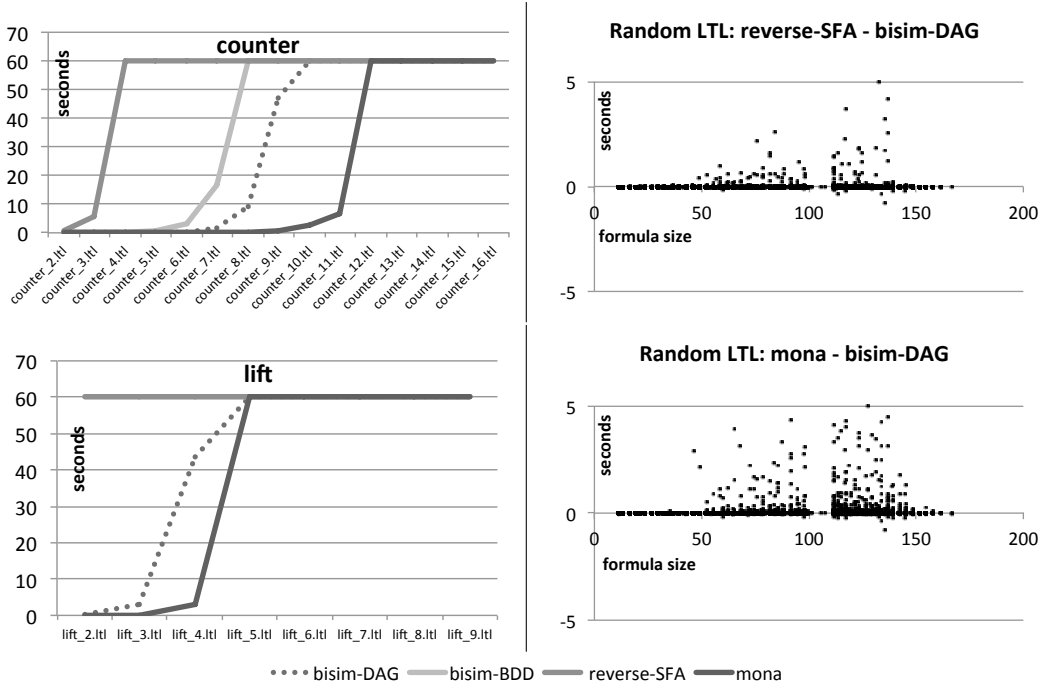 counter
seconds
70
60
50
40
30
20
10
0
counter_2.ltl
counter_3.ltl
counter_4.ltl
counter_5.ltl
counter_6.ltl
counter_7.ltl
counter_8.ltl
counter_9.ltl
counter_10.ltl
counter_11.ltl
counter_12.ltl
counter_13.ltl
counter_14.ltl
counter_15.ltl
counter_16.ltl
Random LTL: reverse-SFA - bisim-DAG
seconds
5
0
-5
0 50 100 150 200
formula size
lift
seconds
70
60
50
40
30
20
10
0
lift_2.ltl lift_3.ltl lift_4.ltl lift_5.ltl lift_6.ltl lift_7.ltl lift_8.ltl lift_9.ltl
Random LTL: mona - bisim-DAG
seconds
5
0
-5
0 50 100 150 200
formula size
bisim-DAG bisim-BDD reverse-SFA mona